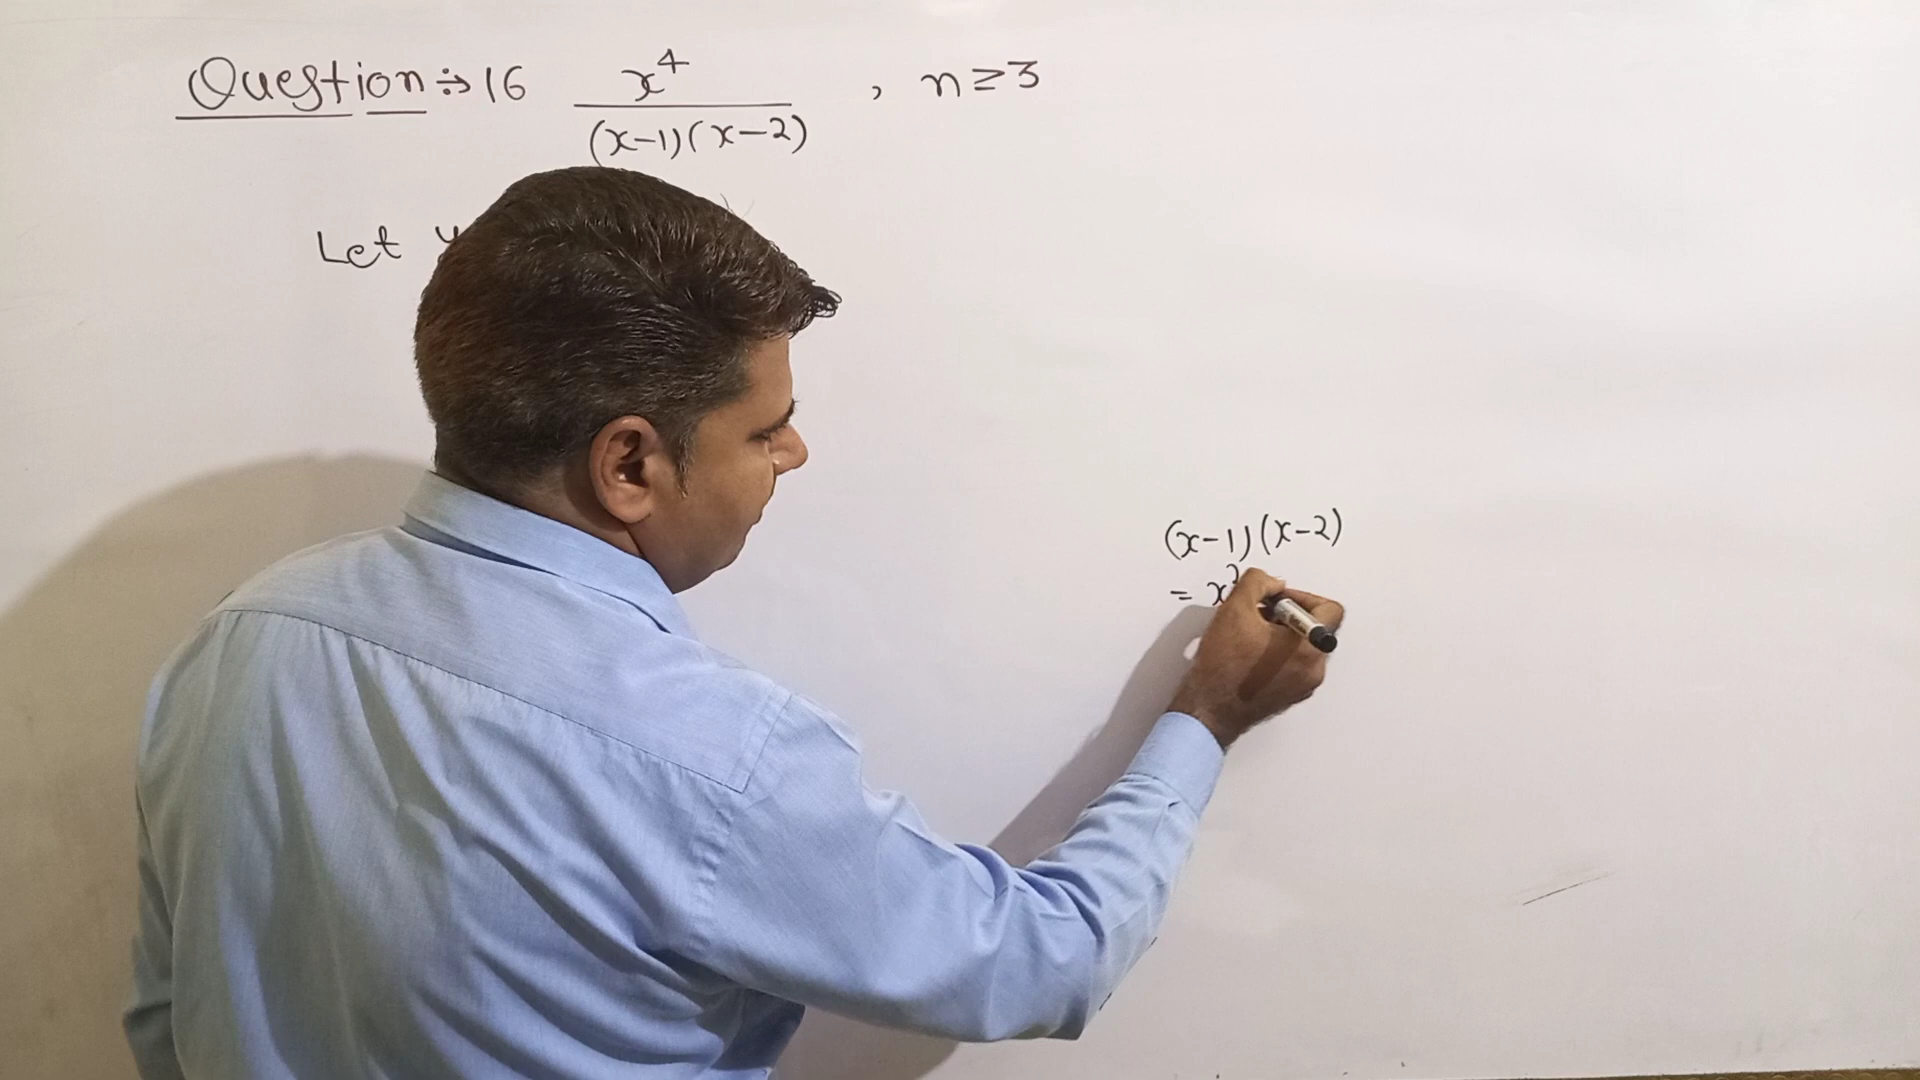 Question ÷> 16 x⁴ / (x-1)(x-2) , n ≥ 3
Let
(x-1)(x-2)
= x²